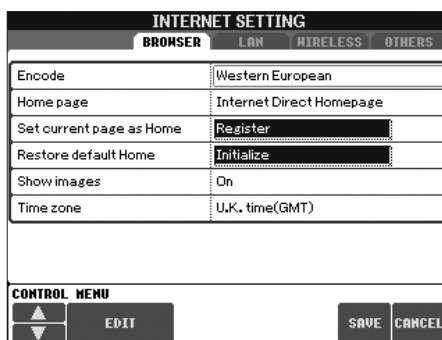 INTERNET SETTING
BROWSER LAN WIRELESS OTHERS
Encode Western European
Home page Internet Direct Homepage
Set current page as Home Register
Restore default Home Initialize
Show images On
Time zone U.K. time(GMT)
CONTROL MENU
EDIT SAVE CANCEL